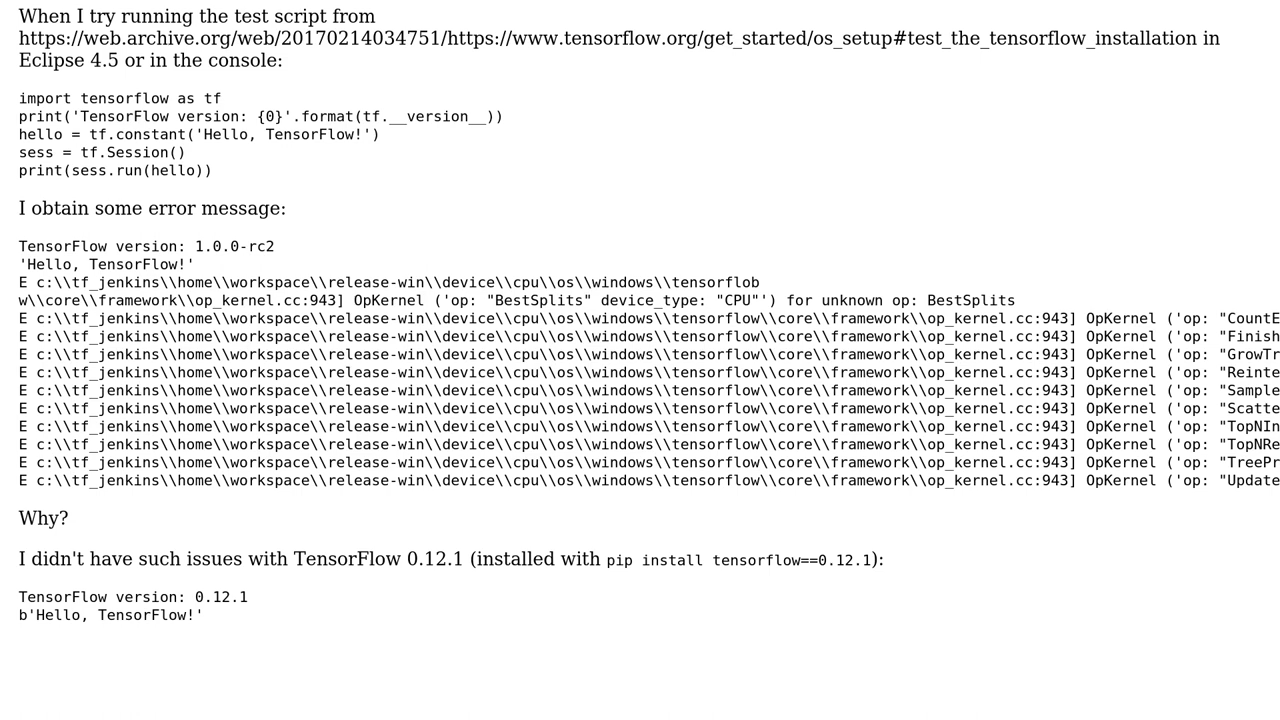 When I try running the test script from
https://web.archive.org/web/20170214034751/https://www.tensorflow.org/get_started/os_setup#test_the_tensorflow_installation in
Eclipse 4.5 or in the console:
import tensorflow as tf
print('TensorFlow version: {0}'.format(tf.__version__))
hello = tf.constant('Hello, TensorFlow!')
sess = tf.Session()
print(sess.run(hello))
I obtain some error message:
TensorFlow version: 1.0.0-rc2
'Hello, TensorFlow!'
E c:\\tf_jenkins\\home\\workspace\\release-win\\device\\cpu\\os\\windows\\tensorflob
w\\core\\framework\\op_kernel.cc:943] OpKernel ('op: "BestSplits" device_type: "CPU"') for unknown op: BestSplits
E c:\\tf_jenkins\\home\\workspace\\release-win\\device\\cpu\\os\\windows\\tensorflow\\core\\framework\\op_kernel.cc:943] OpKernel ('op: "CountE
E c:\\tf_jenkins\\home\\workspace\\release-win\\device\\cpu\\os\\windows\\tensorflow\\core\\framework\\op_kernel.cc:943] OpKernel ('op: "Finish
E c:\\tf_jenkins\\home\\workspace\\release-win\\device\\cpu\\os\\windows\\tensorflow\\core\\framework\\op_kernel.cc:943] OpKernel ('op: "GrowTr
E c:\\tf_jenkins\\home\\workspace\\release-win\\device\\cpu\\os\\windows\\tensorflow\\core\\framework\\op_kernel.cc:943] OpKernel ('op: "Reinte
E c:\\tf_jenkins\\home\\workspace\\release-win\\device\\cpu\\os\\windows\\tensorflow\\core\\framework\\op_kernel.cc:943] OpKernel ('op: "Sample
E c:\\tf_jenkins\\home\\workspace\\release-win\\device\\cpu\\os\\windows\\tensorflow\\core\\framework\\op_kernel.cc:943] OpKernel ('op: "Scatte
E c:\\tf_jenkins\\home\\workspace\\release-win\\device\\cpu\\os\\windows\\tensorflow\\core\\framework\\op_kernel.cc:943] OpKernel ('op: "TopNIn
E c:\\tf_jenkins\\home\\workspace\\release-win\\device\\cpu\\os\\windows\\tensorflow\\core\\framework\\op_kernel.cc:943] OpKernel ('op: "TopNRe
E c:\\tf_jenkins\\home\\workspace\\release-win\\device\\cpu\\os\\windows\\tensorflow\\core\\framework\\op_kernel.cc:943] OpKernel ('op: "TreePr
E c:\\tf_jenkins\\home\\workspace\\release-win\\device\\cpu\\os\\windows\\tensorflow\\core\\framework\\op_kernel.cc:943] OpKernel ('op: "Update
Why?
I didn't have such issues with TensorFlow 0.12.1 (installed with pip install tensorflow==0.12.1):
TensorFlow version: 0.12.1
b'Hello, TensorFlow!'